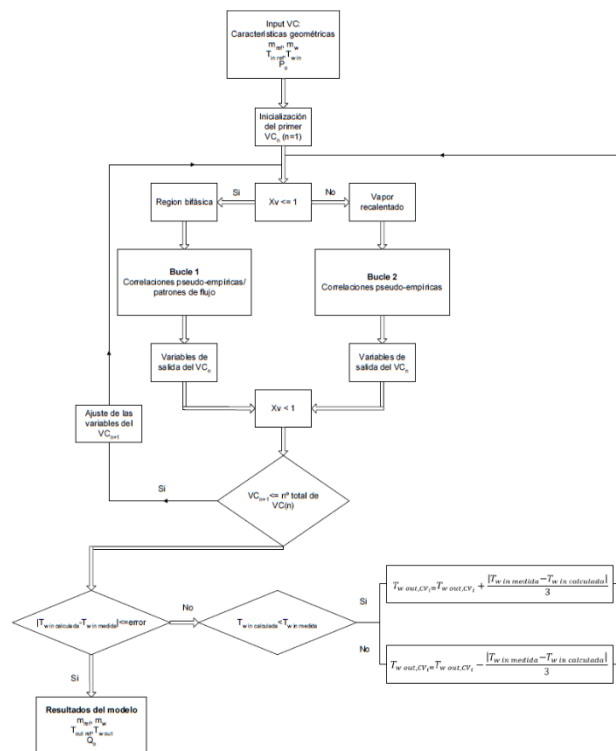 Input VC:
Características geométricas
m_ref, m_w
T_in ref, T_w in
P_o
Inicialización
del primer
VC_n (n=1)
Si
Xv <= 1
No
Region bifásica
Vapor
recalentado
Bucle 1
Correlaciones pseudo-empíricas/
patrones de flujo
Bucle 2
Correlaciones pseudo-empíricas
Variables de
salida del VC_n
Variables de
salida del VC_n
Xv < 1
Ajuste de las
variables del
VC_n+1
Si
VC_n+1<= nº total de
VC(n)
|T_w in calculada-T_w in medida|<=error
No
T_w in calculada<T_w in medida
Si
T_w out,CV_i=T_w out,CV_i + |T_w in medida−T_w in calculada| / 3
No
T_w out,CV_i=T_w out,CV_i − |T_w in medida−T_w in calculada| / 3
Si
Resultados del modelo
m_ref, m_w
T_out ref, T_w out
Q_o